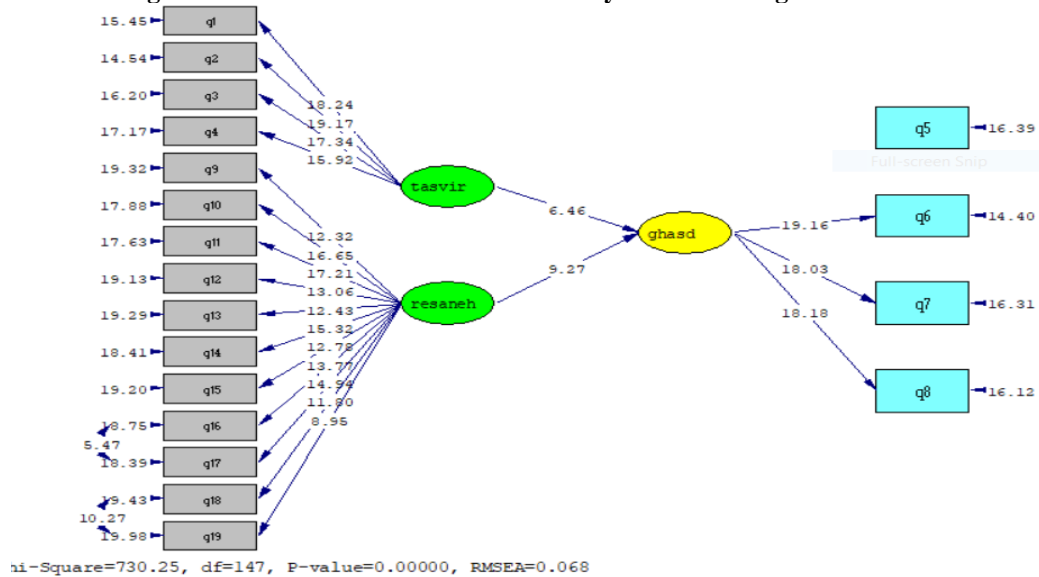 15.45 q1
14.54 q2
16.20 q3
17.17 q4
19.32 q9
17.88 q10
17.63 q11
19.13 q12
19.29 q13
18.41 q14
19.20 q15
18.75 q16
5.47
18.39 q17
19.43 q18
10.27
19.98 q19
18.24
19.17
17.34
15.92
12.32
16.65
17.21
13.06
12.43
15.32
12.78
13.77
14.94
11.80
8.95
tasvir
resaneh
6.46
9.27
ghasd
19.16
18.03
18.18
q5 16.39
Full-screen Snip
q6 14.40
q7 16.31
q8 16.12
hi-Square=730.25, df=147, P-value=0.00000, RMSEA=0.068